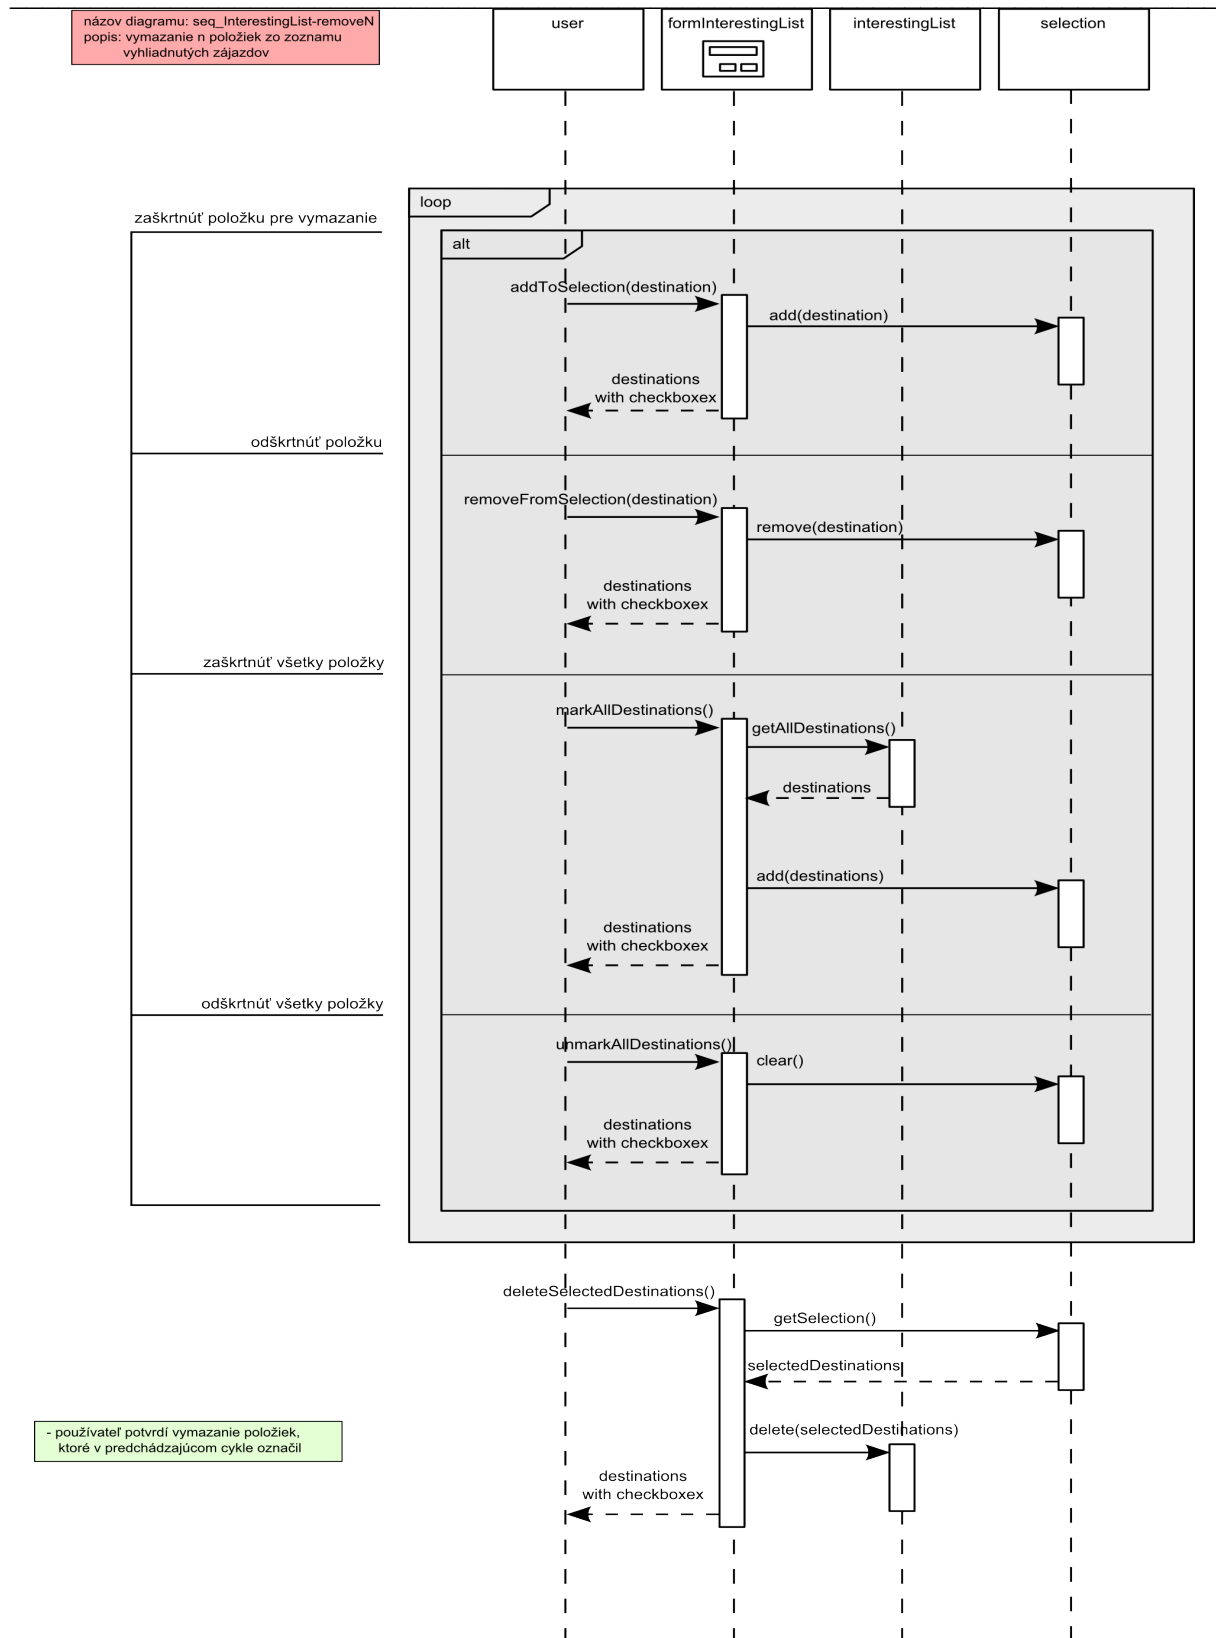 názov diagramu: seq_InterestingList-removeN
popis: vymazanie n položiek zo zoznamu
vyhliadnutých zájazdov
user
formInterestingList
interestingList
selection
loop
zaškrtnúť položku pre vymazanie
alt
addToSelection(destination)
add(destination)
destinations
with checkboxex
odškrtnúť položku
removeFromSelection(destination)
remove(destination)
destinations
with checkboxex
zaškrtnúť všetky položky
markAllDestinations()
getAllDestinations()
destinations
add(destinations)
destinations
with checkboxex
odškrtnúť všetky položky
unmarkAllDestinations()
clear()
destinations
with checkboxex
deleteSelectedDestinations()
getSelection()
selectedDestinations
delete(selectedDestinations)
- používateľ potvrdí vymazanie položiek,
ktoré v predchádzajúcom cykle označil
destinations
with checkboxex